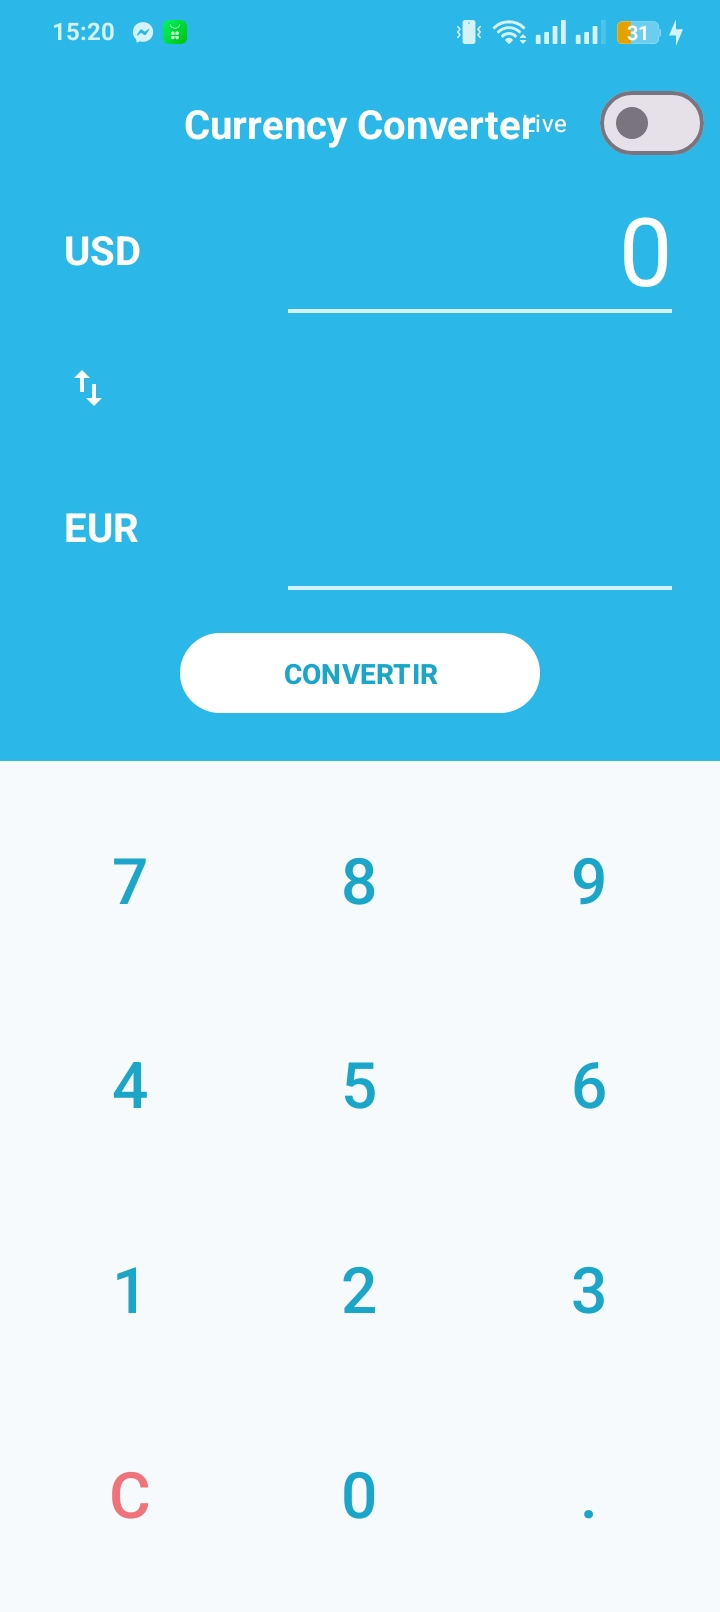 15:20 31
Currency Converter Live
USD 0
EUR
CONVERTIR
7 8 9
4 5 6
1 2 3
C 0 .